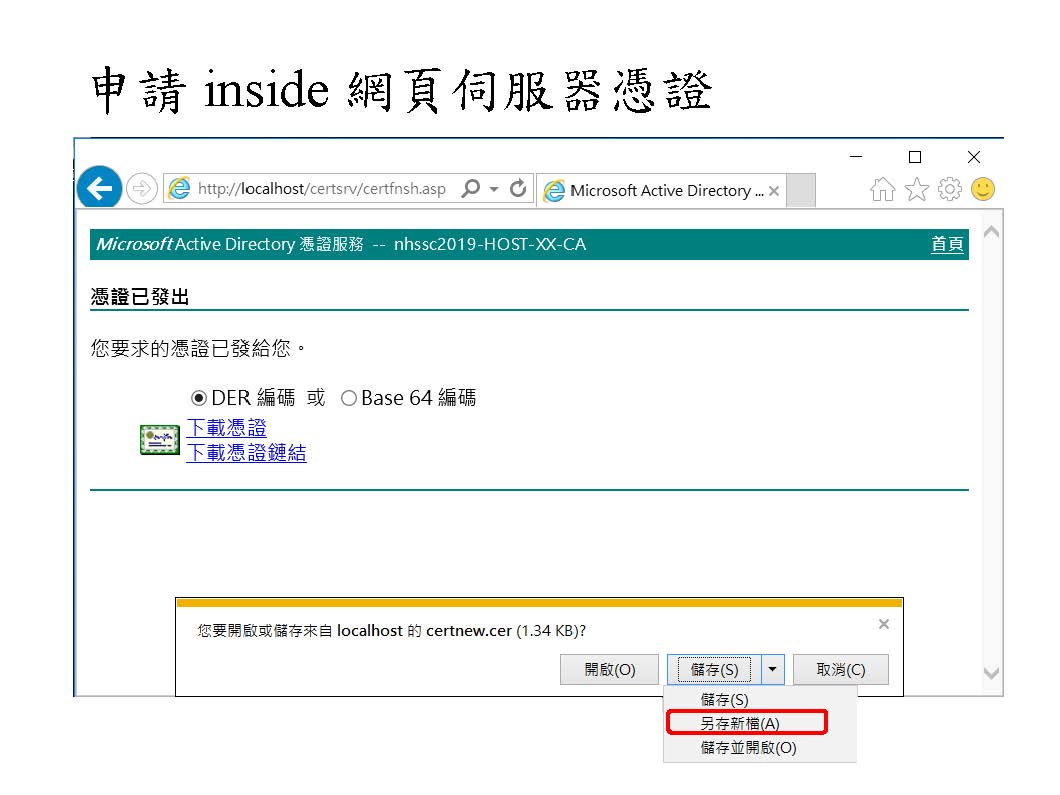 申請 inside 網頁伺服器憑證
http://localhost/certsrv/certfnsh.asp
Microsoft Active Directory ...
Microsoft Active Directory 憑證服務 -- nhssc2019-HOST-XX-CA 首頁
憑證已發出
您要求的憑證已發給您。
DER 編碼 或 Base 64 編碼
下載憑證
下載憑證鏈結
您要開啟或儲存來自 localhost 的 certnew.cer (1.34 KB)?
開啟(O) 儲存(S) 取消(C)
儲存(S)
另存新檔(A)
儲存並開啟(O)